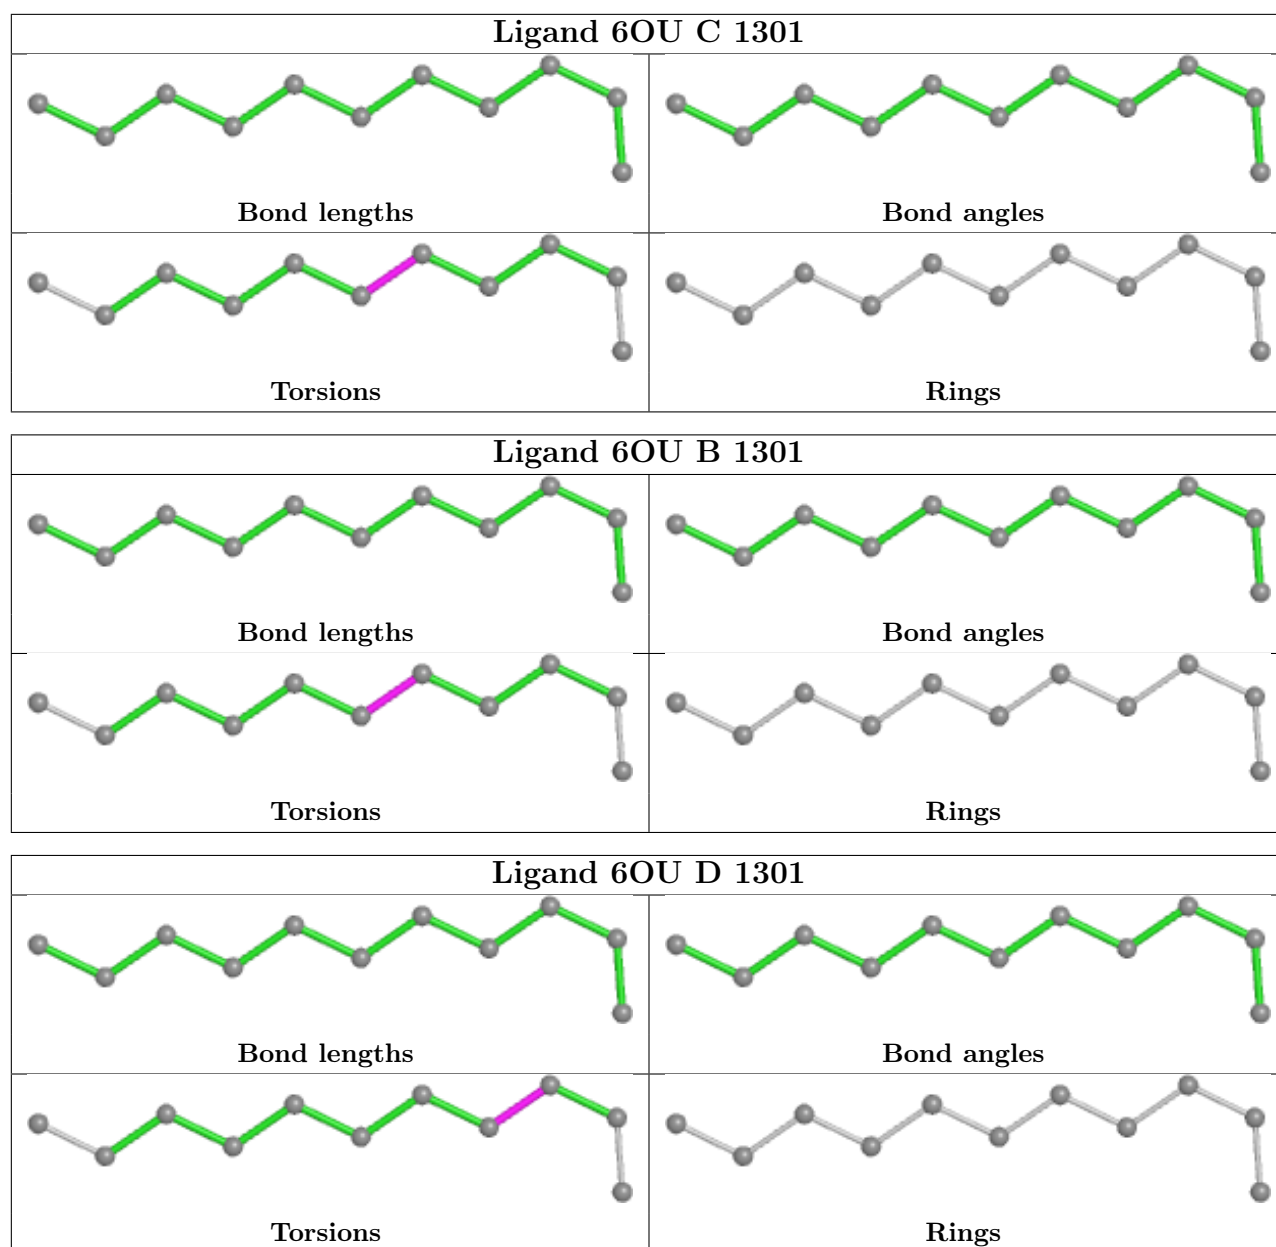 Ligand 6OU C 1301
Bond lengths
Bond angles
Torsions
Rings
Ligand 6OU B 1301
Bond lengths
Bond angles
Torsions
Rings
Ligand 6OU D 1301
Bond lengths
Bond angles
Torsions
Rings